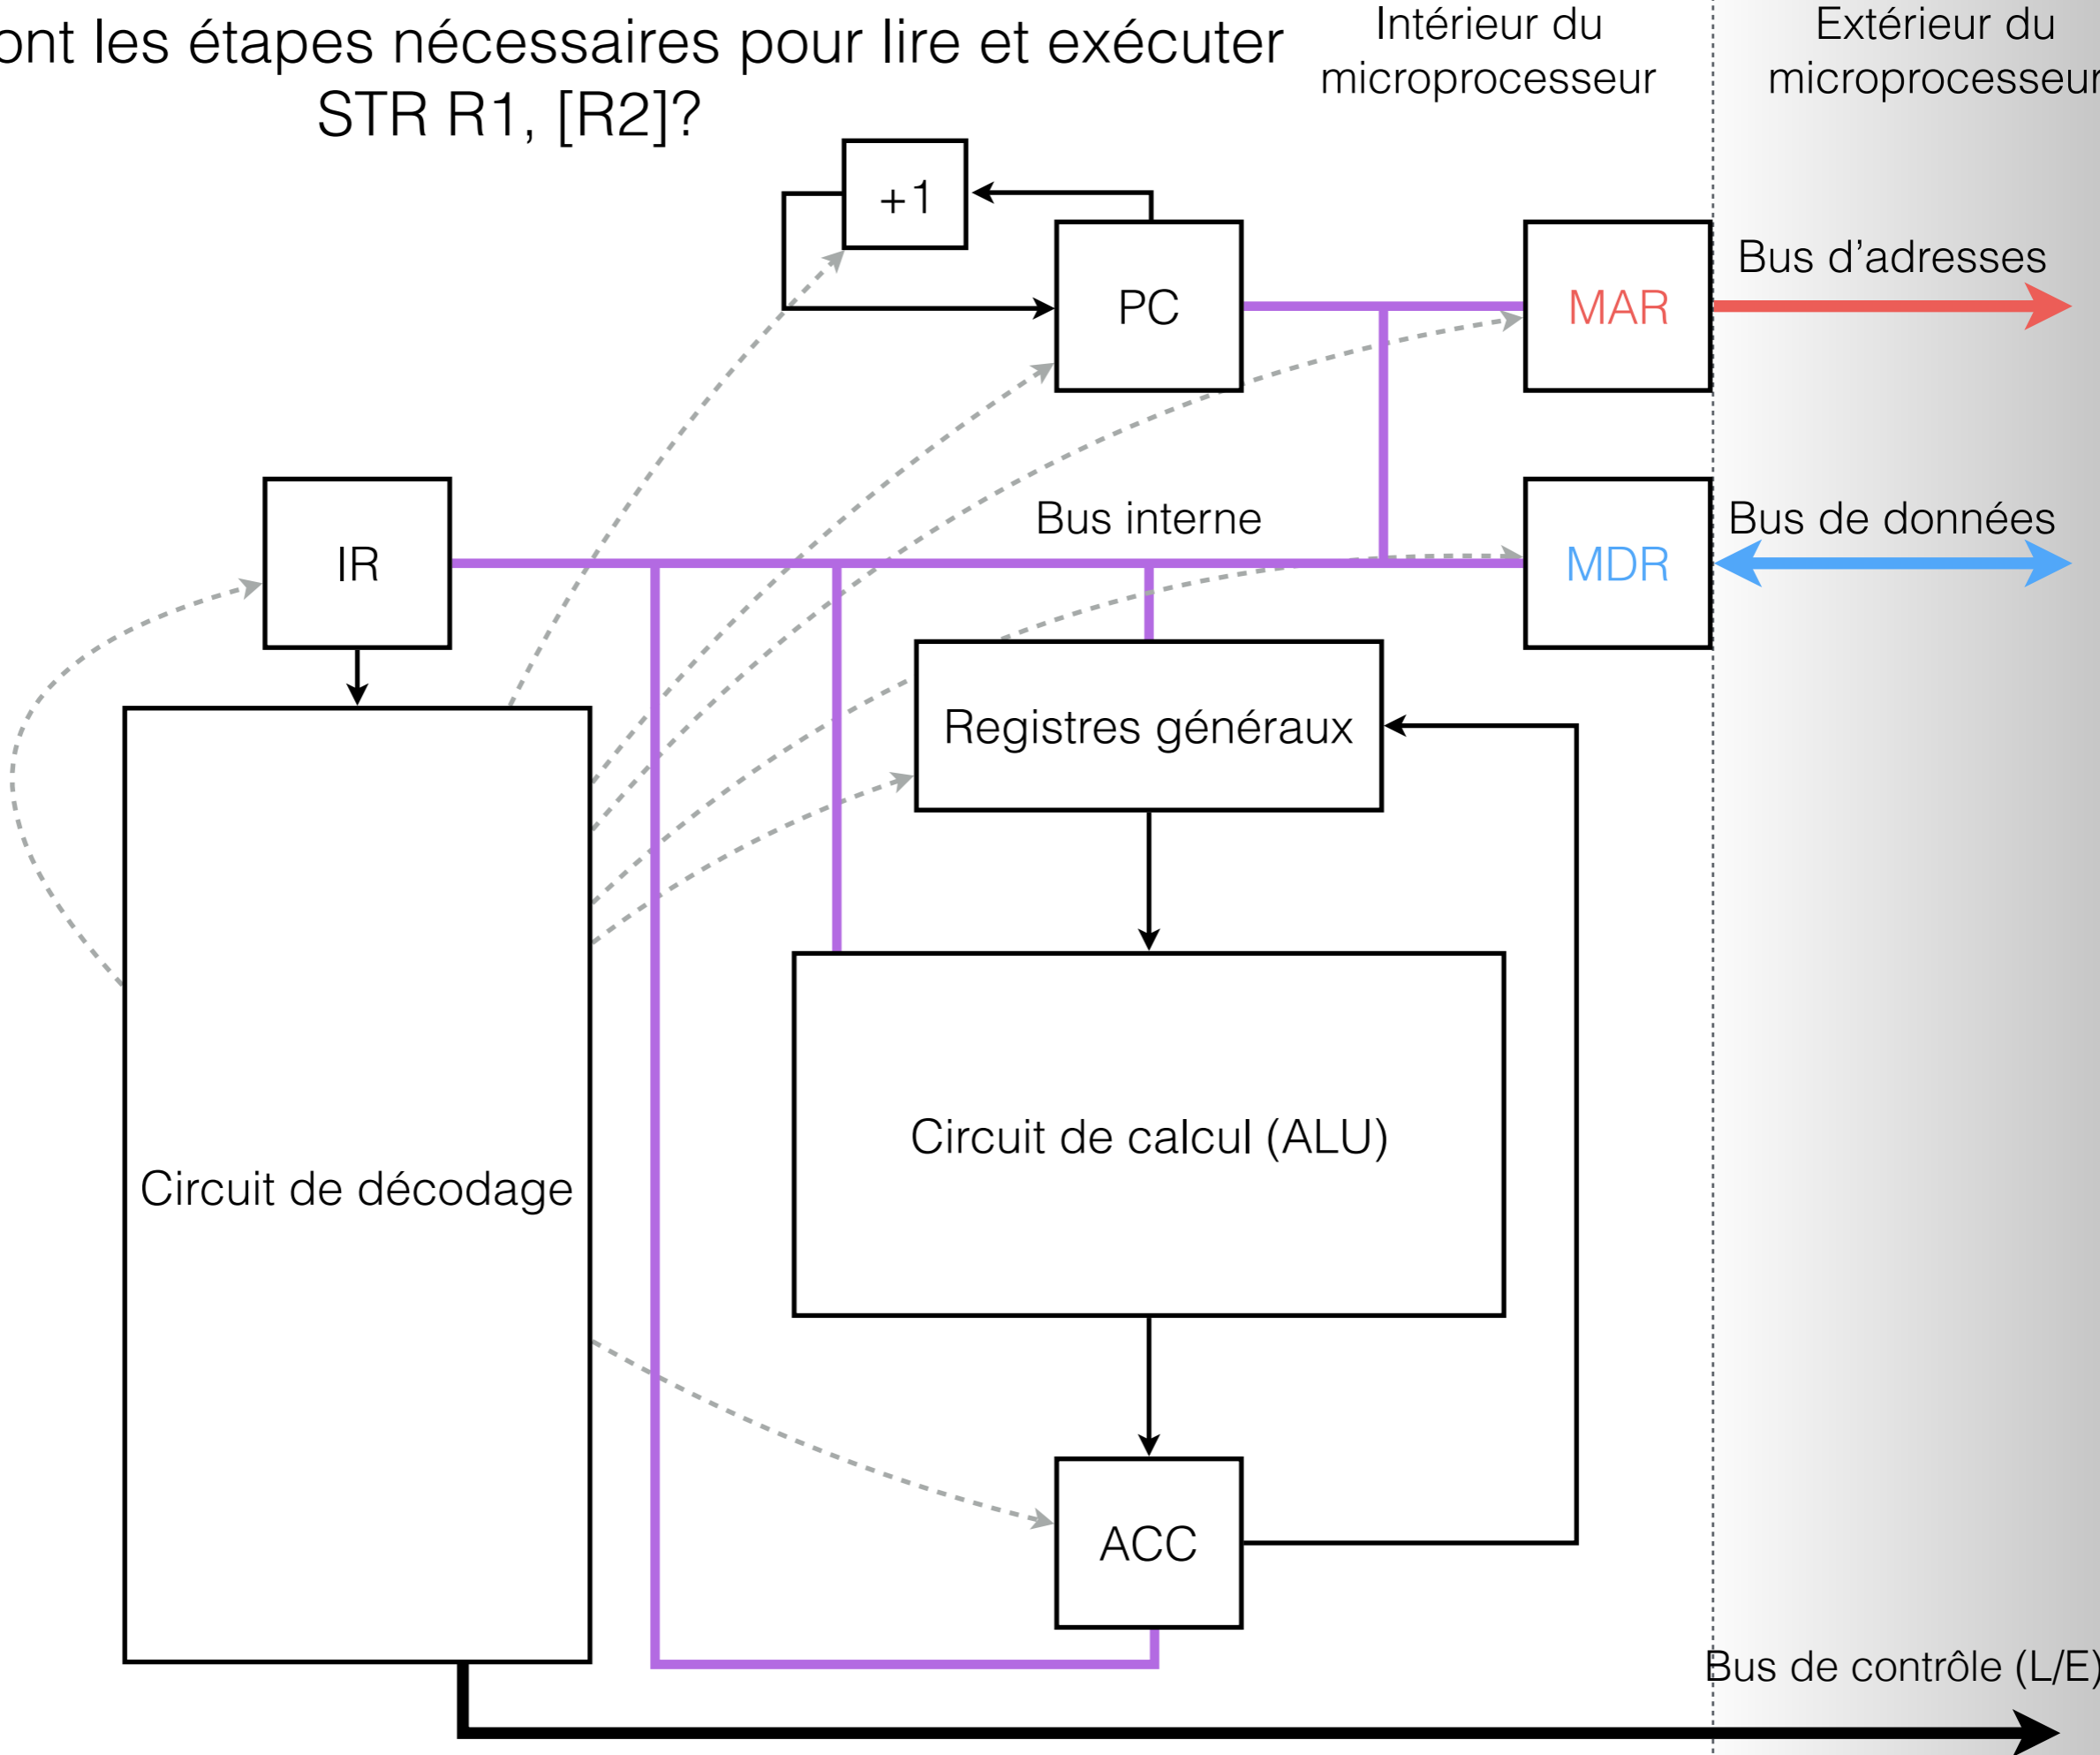 ont les étapes nécessaires pour lire et exécuter
STR R1, [R2]?
Intérieur du
microprocesseur
Extérieur du
microprocesseur
+1
PC
MAR
Bus d’adresses
IR
Bus interne
MDR
Bus de données
Registres généraux
Circuit de calcul (ALU)
Circuit de décodage
ACC
Bus de contrôle (L/E)